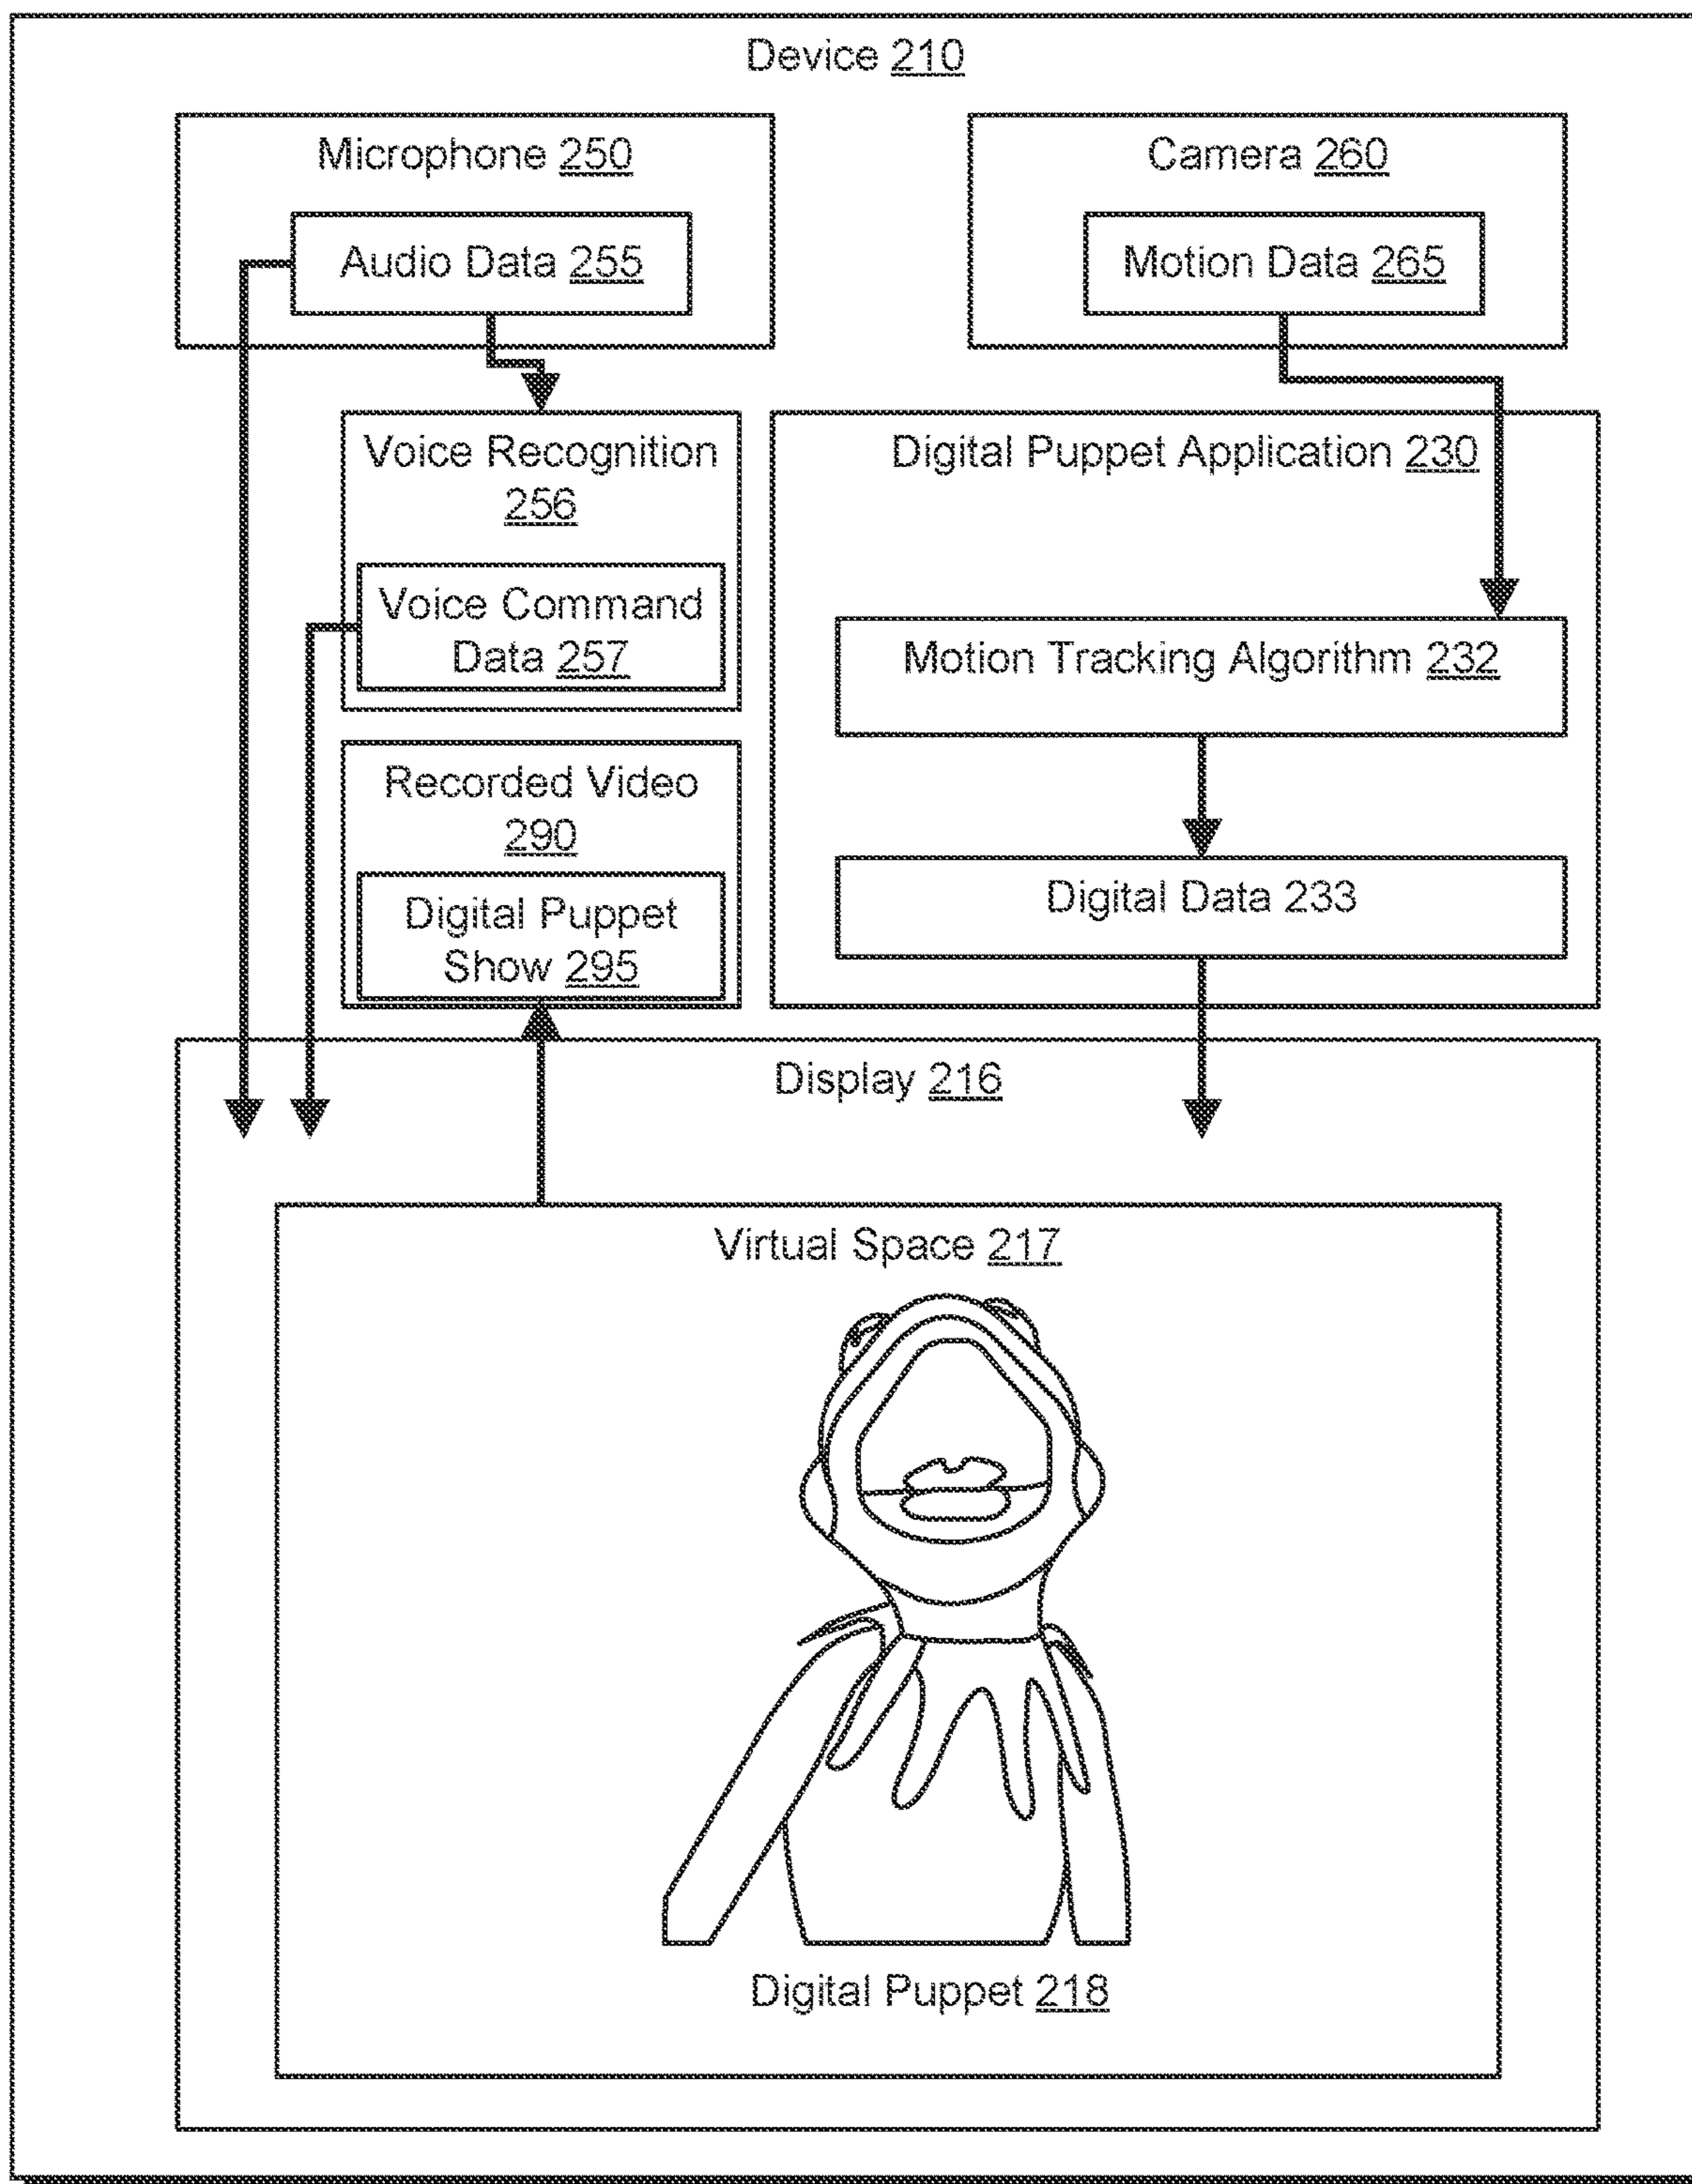 Device 210
Microphone 250
Audio Data 255
Camera 260
Motion Data 265
Voice Recognition
256
Voice Command
Data 257
Digital Puppet Application 230
Motion Tracking Algorithm 232
Digital Data 233
Recorded Video
290
Digital Puppet
Show 295
Display 216
Virtual Space 217
Digital Puppet 218